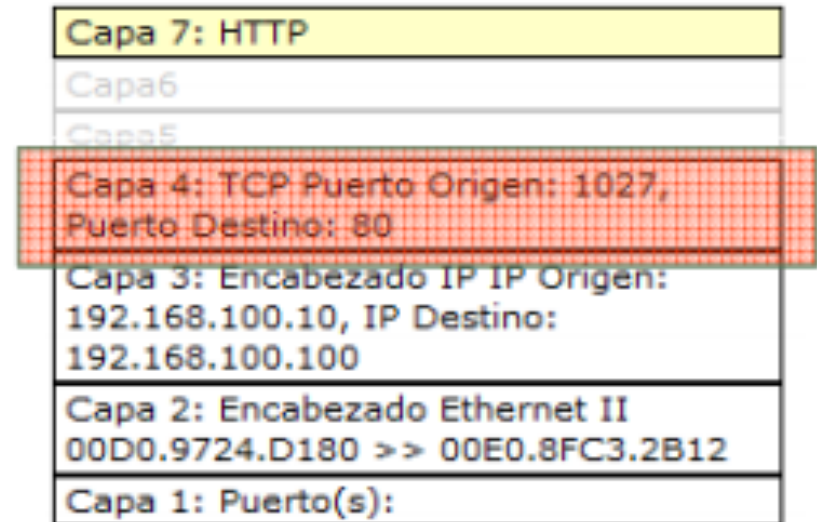 Capa 7: HTTP
Capa6
Capa5
Capa 4: TCP Puerto Origen: 1027,
Puerto Destino: 80
Capa 3: Encabezado IP IP Origen:
192.168.100.10, IP Destino:
192.168.100.100
Capa 2: Encabezado Ethernet II
00D0.9724.D180 >> 00E0.8FC3.2B12
Capa 1: Puerto(s):